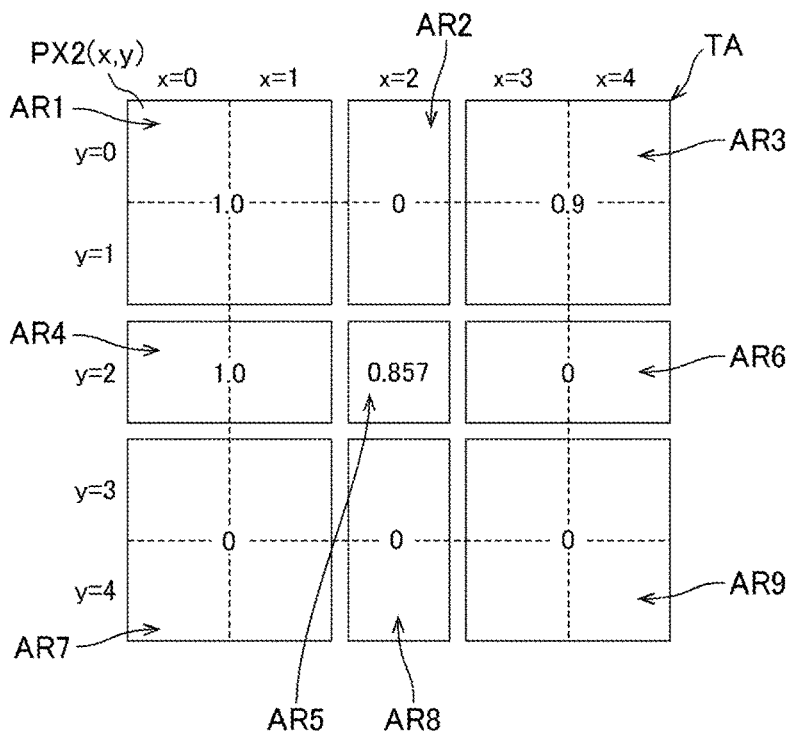 AR2
PX2(x,y)
TA
x=0 x=1 x=2 x=3 x=4
AR1
AR3
y=0
1.0 0 0.9
y=1
AR4
AR6
y=2 1.0 0.857 0
y=3
0 0 0
y=4
AR9
AR7
AR5 AR8